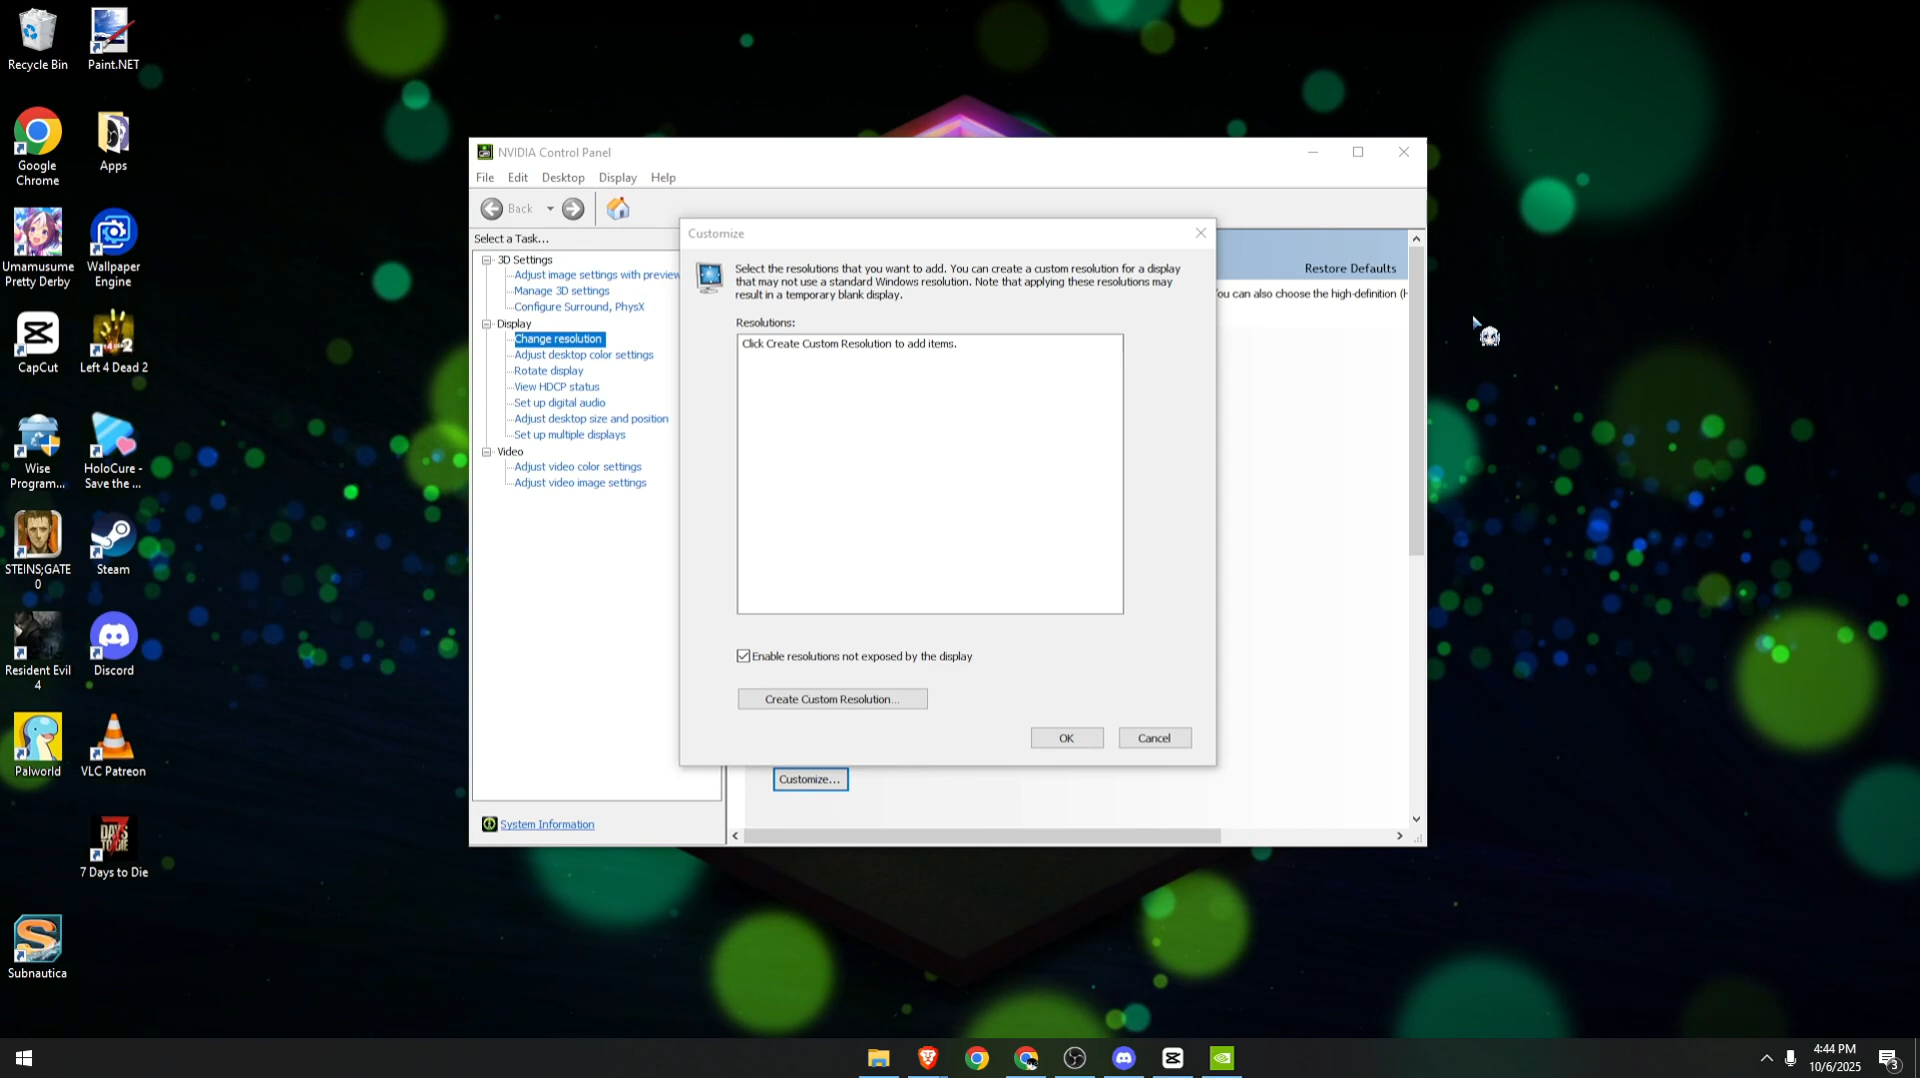 Recycle Bin
Paint.NET
Google
Chrome
Apps
Umamusume
Pretty Derby
Wallpaper
Engine
CapCut
Left 4 Dead 2
Wise
Program...
HoloCure -
Save the ...
STEINS;GATE
0
Steam
Resident Evil
4
Discord
Palworld
VLC Patreon
7 Days to Die
Subnautica
NVIDIA Control Panel
File Edit Desktop Display Help
Back
Select a Task...
3D Settings
Adjust image settings with preview
Manage 3D settings
Configure Surround, PhysX
Display
Change resolution
Adjust desktop color settings
Rotate display
View HDCP status
Set up digital audio
Adjust desktop size and position
Set up multiple displays
Video
Adjust video color settings
Adjust video image settings
System Information
Restore Defaults
ou can also choose the high-definition (H
Customize
Select the resolutions that you want to add. You can create a custom resolution for a display
that may not use a standard Windows resolution. Note that applying these resolutions may
result in a temporary blank display.
Resolutions:
Click Create Custom Resolution to add items.
Enable resolutions not exposed by the display
Create Custom Resolution...
OK
Cancel
Customize...
4:44 PM
10/6/2025
3